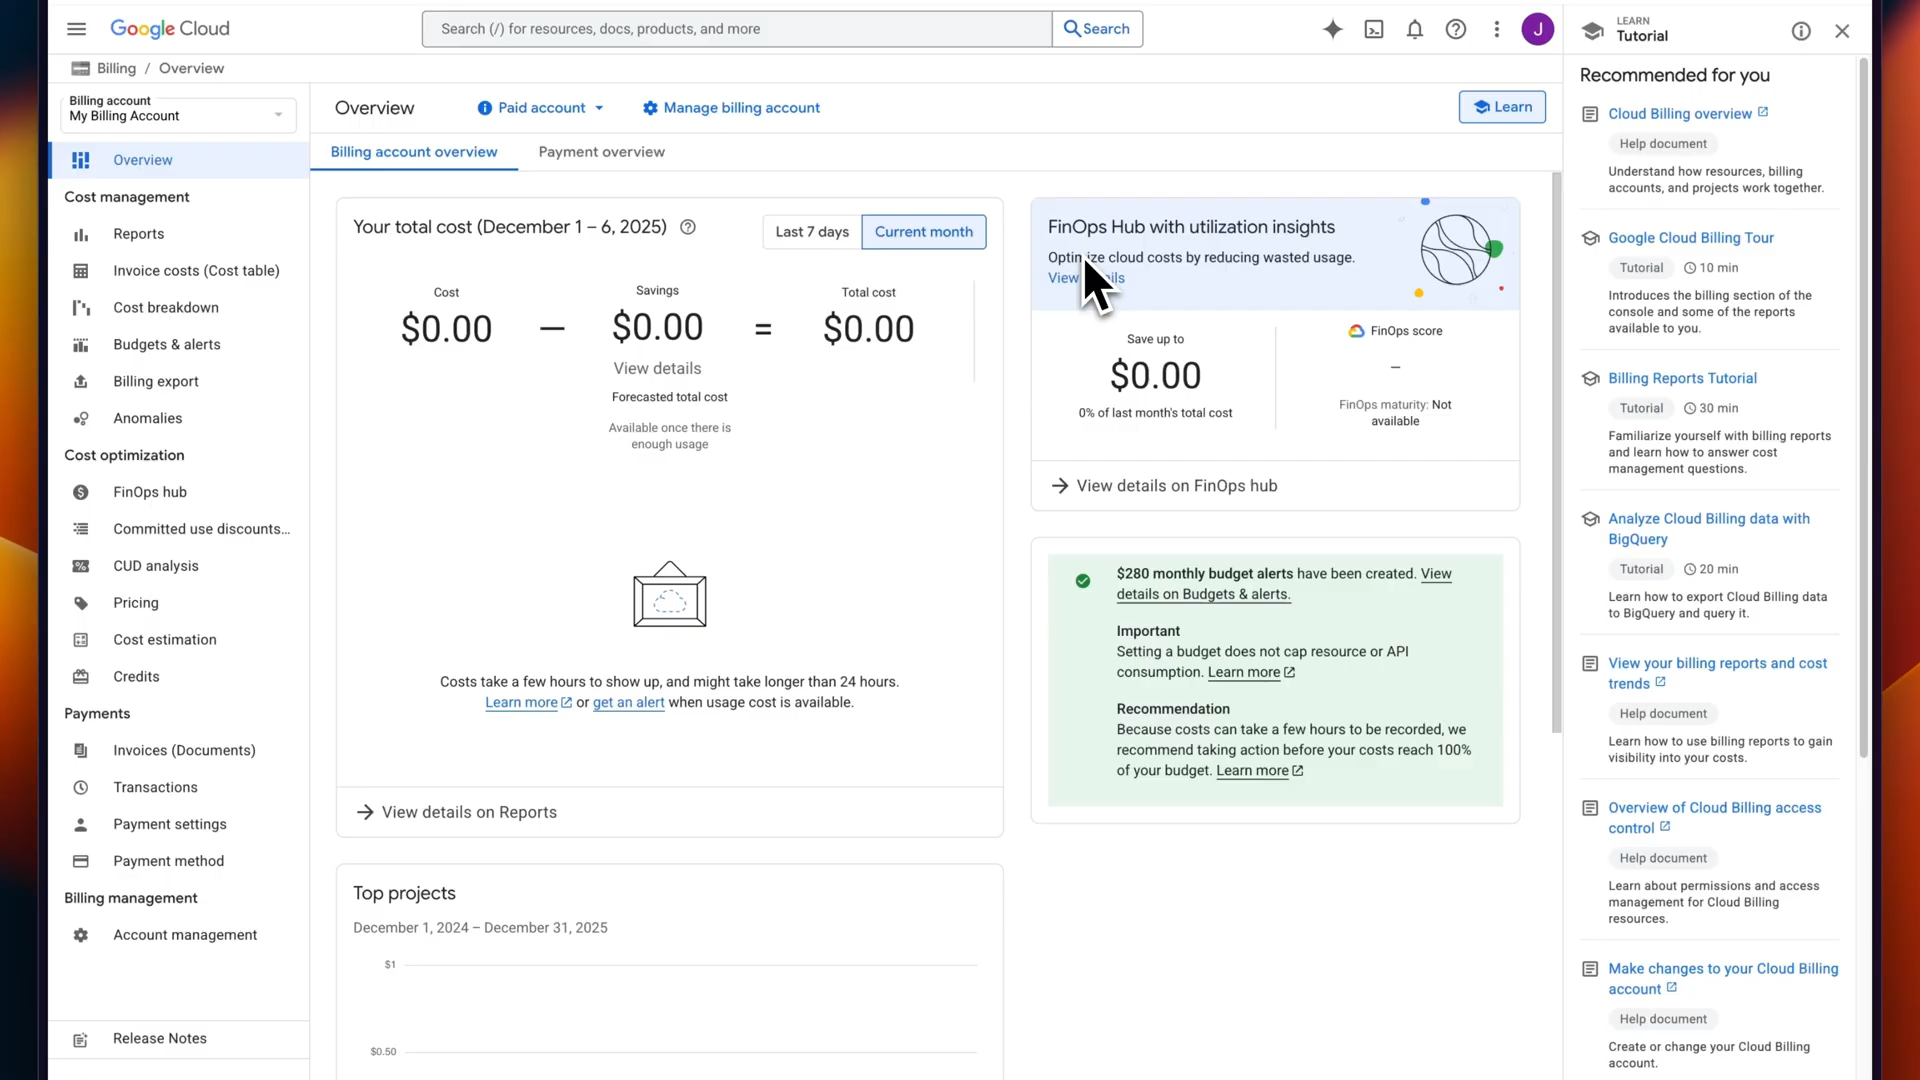 Google Cloud
Search (/) for resources, docs, products, and more
Search
J
LEARN
Tutorial
Billing / Overview
Billing account
My Billing Account
Overview
Cost management
Reports
Invoice costs (Cost table)
Cost breakdown
Budgets & alerts
Billing export
Anomalies
Cost optimization
FinOps hub
Committed use discounts...
CUD analysis
Pricing
Cost estimation
Credits
Payments
Invoices (Documents)
Transactions
Payment settings
Payment method
Billing management
Account management
Release Notes
Overview
Paid account
Manage billing account
Learn
Billing account overview
Payment overview
Your total cost (December 1 – 6, 2025)
Last 7 days
Current month
Cost
$0.00
—
Savings
$0.00
=
Total cost
$0.00
View details
Forecasted total cost
Available once there is
enough usage
Costs take a few hours to show up, and might take longer than 24 hours.
Learn more or get an alert when usage cost is available.
View details on Reports
Top projects
December 1, 2024 – December 31, 2025
$1
$0.50
FinOps Hub with utilization insights
Optimize cloud costs by reducing wasted usage.
View details
Save up to
$0.00
0% of last month's total cost
FinOps score
–
FinOps maturity: Not
available
View details on FinOps hub
$280 monthly budget alerts have been created. View
details on Budgets & alerts.
Important
Setting a budget does not cap resource or API
consumption. Learn more
Recommendation
Because costs can take a few hours to be recorded, we
recommend taking action before your costs reach 100%
of your budget. Learn more
Recommended for you
Cloud Billing overview
Help document
Understand how resources, billing
accounts, and projects work together.
Google Cloud Billing Tour
Tutorial 10 min
Introduces the billing section of the
console and some of the reports
available to you.
Billing Reports Tutorial
Tutorial 30 min
Familiarize yourself with billing reports
and learn how to answer cost
management questions.
Analyze Cloud Billing data with
BigQuery
Tutorial 20 min
Learn how to export Cloud Billing data
to BigQuery and query it.
View your billing reports and cost
trends
Help document
Learn how to use billing reports to gain
visibility into your costs.
Overview of Cloud Billing access
control
Help document
Learn about permissions and access
management for Cloud Billing
resources.
Make changes to your Cloud Billing
account
Help document
Create or change your Cloud Billing
account.